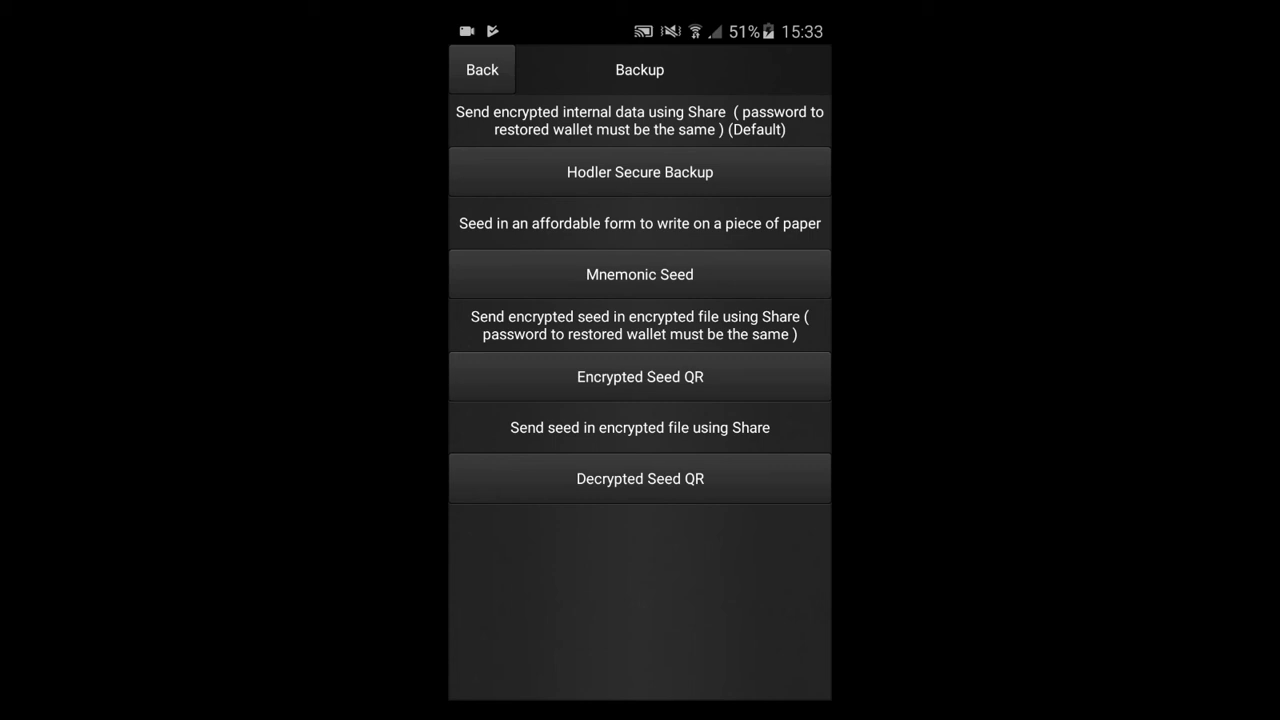 51% 15:33
Back Backup
Send encrypted internal data using Share ( password to
restored wallet must be the same ) (Default)
Hodler Secure Backup
Seed in an affordable form to write on a piece of paper
Mnemonic Seed
Send encrypted seed in encrypted file using Share (
password to restored wallet must be the same )
Encrypted Seed QR
Send seed in encrypted file using Share
Decrypted Seed QR